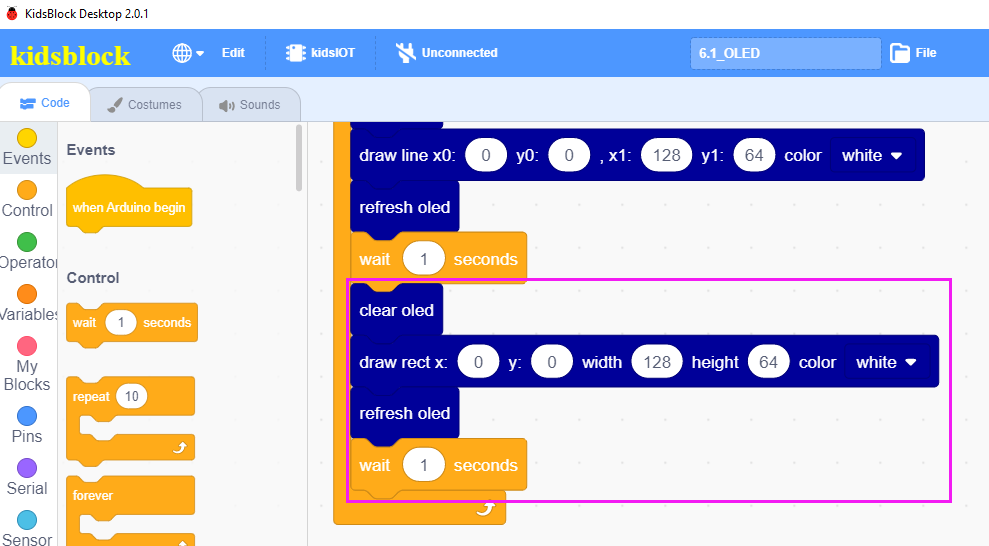 KidsBlock Desktop 2.0.1
kidsblock
Edit
kidsIOT
Unconnected
6.1_OLED
File
Code
Costumes
Sounds
Events
Control
Operator
Variables
My
Blocks
Pins
Serial
Sensor
Events
when Arduino begin
Control
wait 1 seconds
repeat 10
forever
draw line x0: 0 y0: 0 , x1: 128 y1: 64 color white
refresh oled
wait 1 seconds
clear oled
draw rect x: 0 y: 0 width 128 height 64 color white
refresh oled
wait 1 seconds